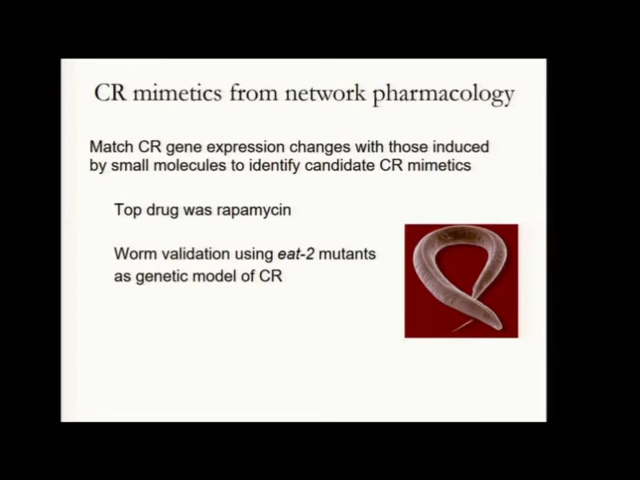 CR mimetics from network pharmacology
Match CR gene expression changes with those induced
by small molecules to identify candidate CR mimetics
Top drug was rapamycin
Worm validation using eat-2 mutants
as genetic model of CR